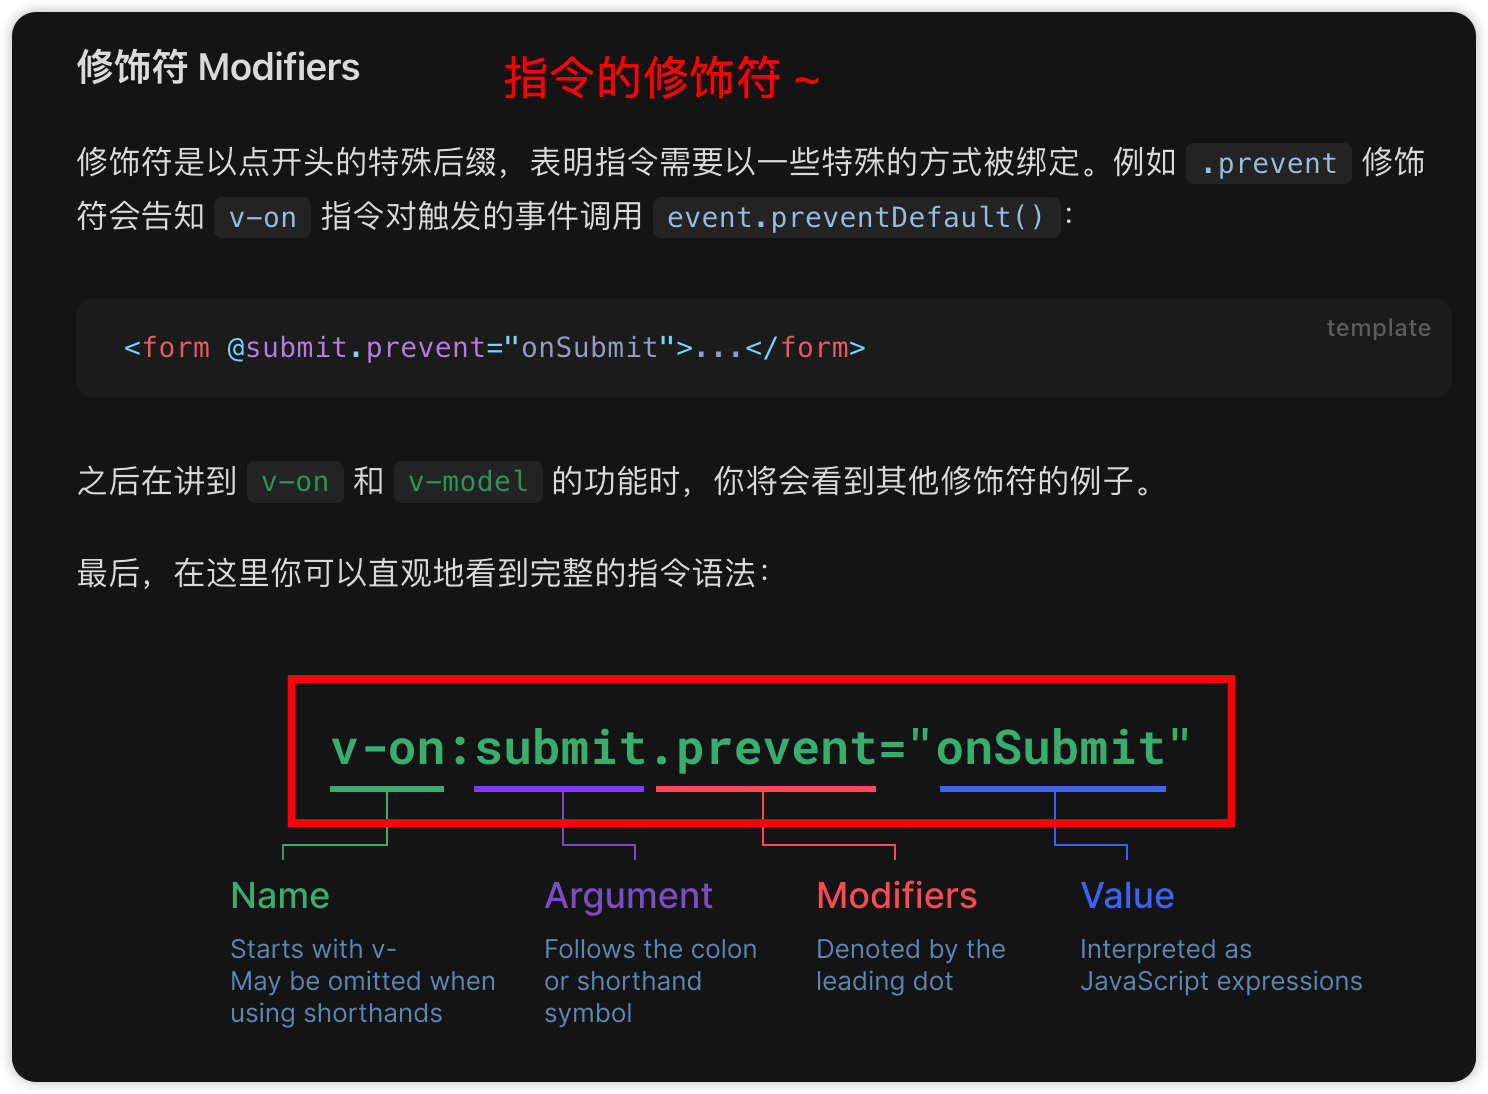 修饰符 Modifiers
指令的修饰符 ~
修饰符是以点开头的特殊后缀，表明指令需要以一些特殊的方式被绑定。例如 .prevent 修饰
符会告知 v-on 指令对触发的事件调用 event.preventDefault()：
template
<form @submit.prevent="onSubmit">...</form>
之后在讲到 v-on 和 v-model 的功能时，你将会看到其他修饰符的例子。
最后，在这里你可以直观地看到完整的指令语法：
v-on:submit.prevent="onSubmit"
Name
Starts with v-
May be omitted when
using shorthands
Argument
Follows the colon
or shorthand
symbol
Modifiers
Denoted by the
leading dot
Value
Interpreted as
JavaScript expressions